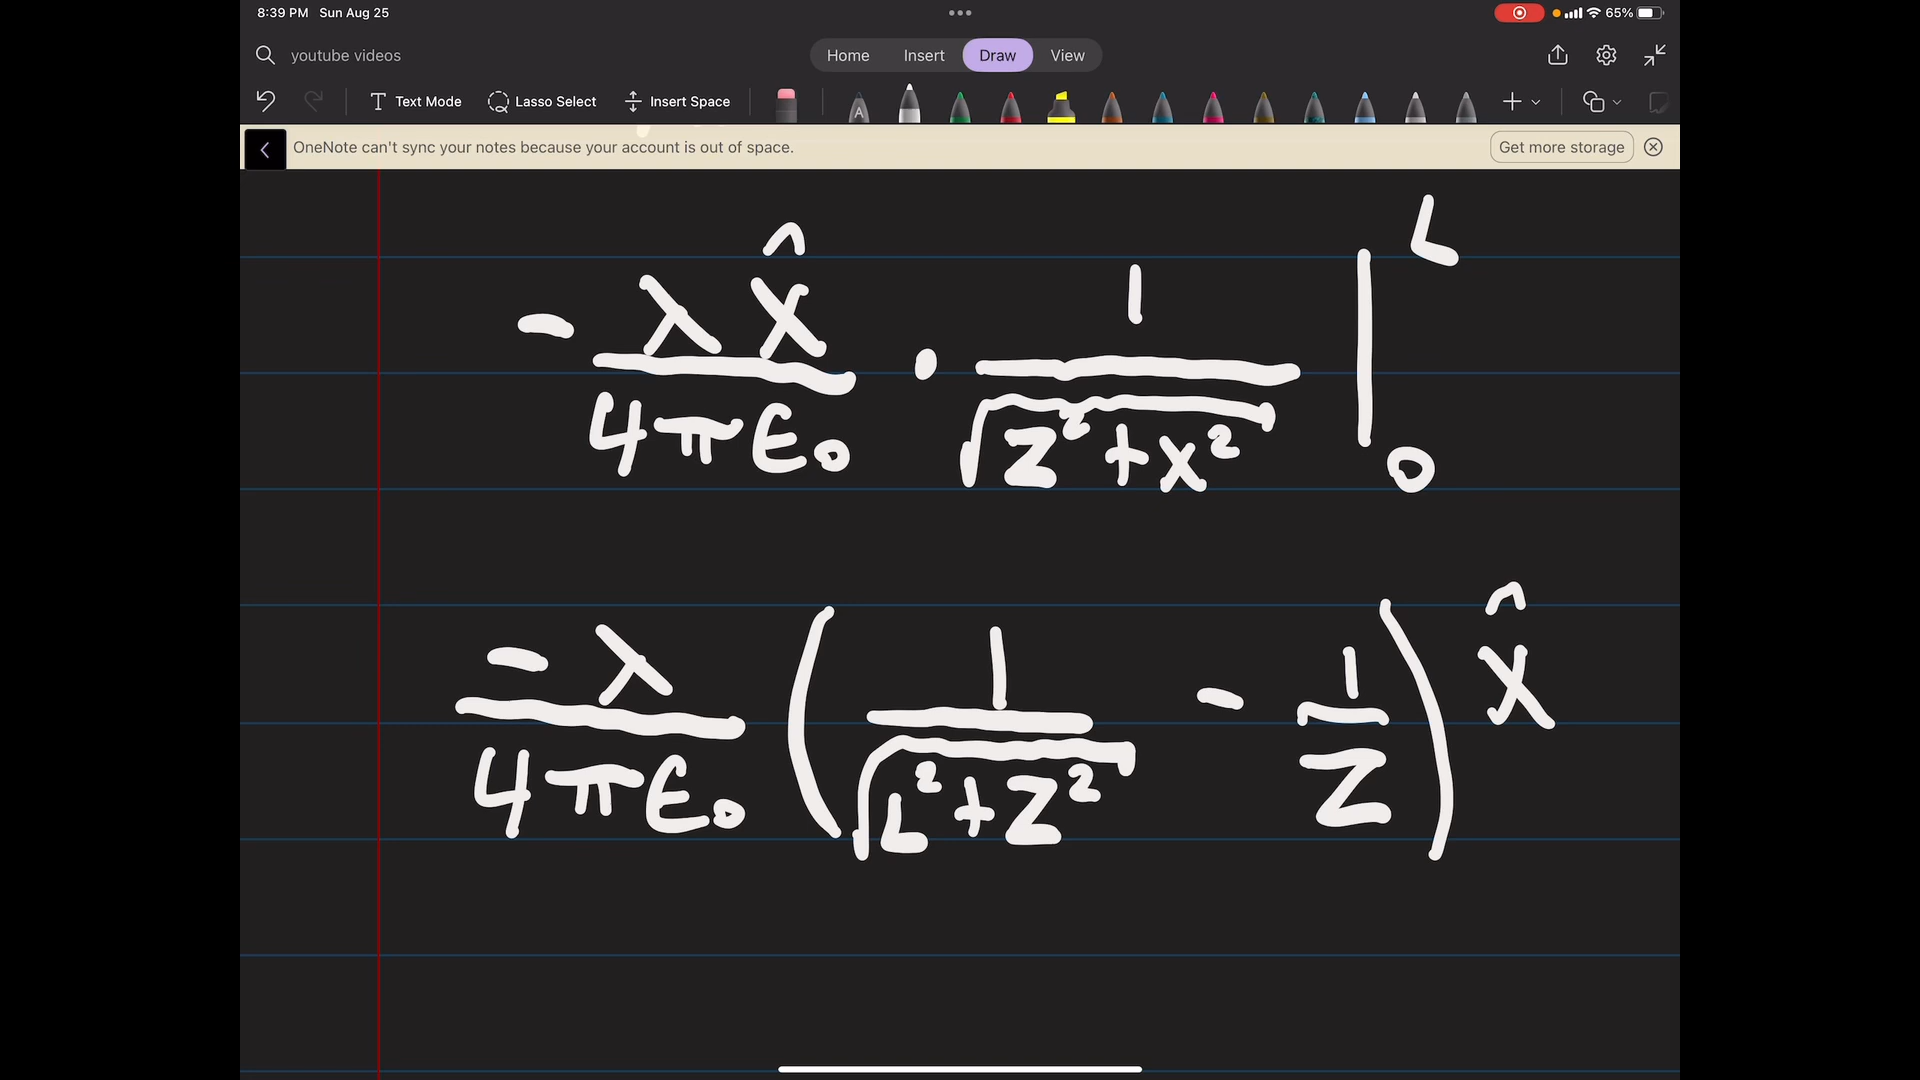 8:39 PM Sun Aug 25
65%
youtube videos
Home Insert Draw View
Text Mode Lasso Select Insert Space
A
OneNote can't sync your notes because your account is out of space. Get more storage
- λ x̂ / 4πε₀ · 1 / √(z² + x²) |₀ᴸ
-λ / 4πε₀ ( 1 / √(L² + z²) - 1 / z ) x̂